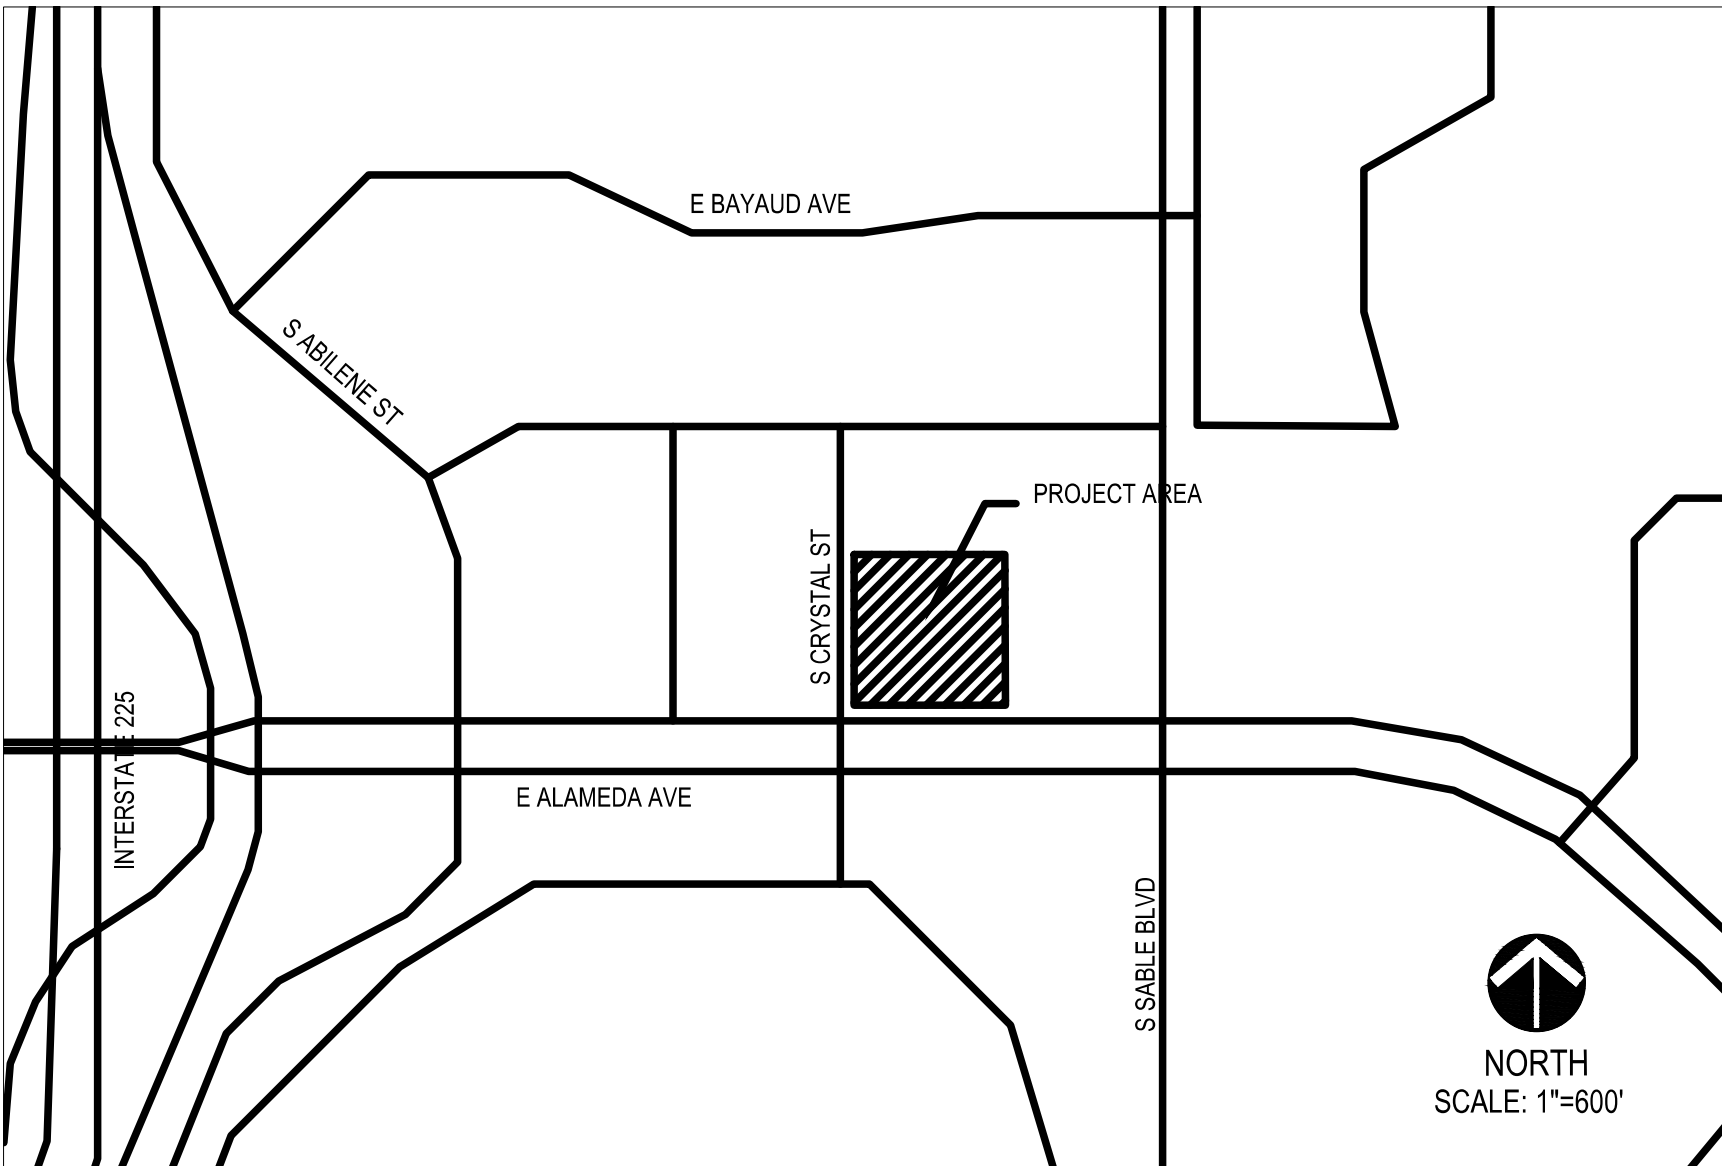 E BAYAUD AVE
S ABILENE ST
PROJECT AREA
S CRYSTAL ST
INTERSTATE 225
E ALAMEDA AVE
S SABLE BLVD
NORTH
SCALE: 1"=600'